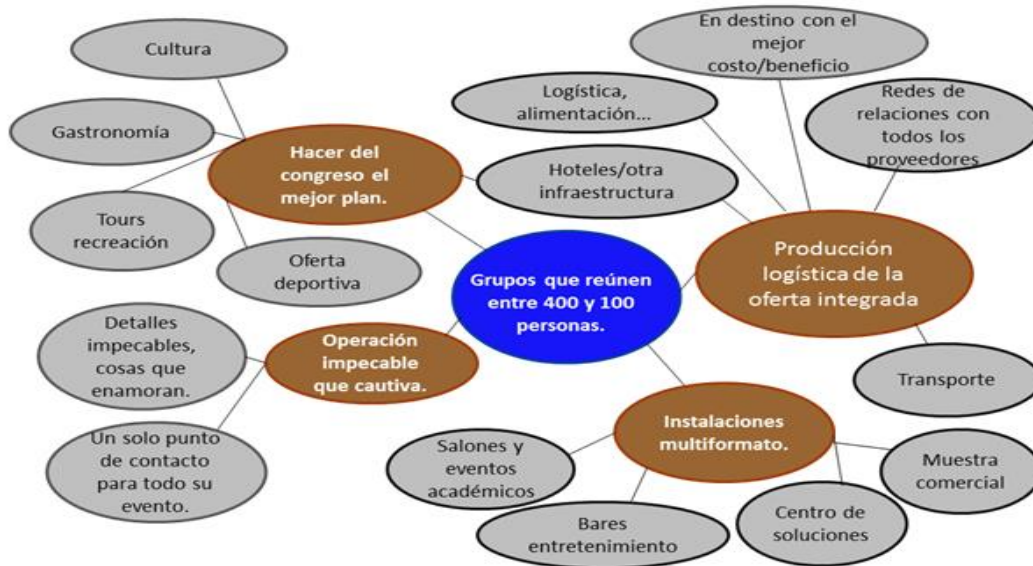 Cultura
Gastronomía
Tours
recreación
Oferta
deportiva
Hacer del
congreso el
mejor plan.
En destino con el
mejor
costo/beneficio
Logística,
alimentación...
Redes de
relaciones con
todos los
proveedores
Hoteles/otra
infraestructura
Producción
logística de la
oferta integrada
Transporte
Grupos que reúnen
entre 400 y 100
personas.
Detalles
impecables,
cosas que
enamoran.
Operación
impecable
que cautiva.
Un solo punto
de contacto
para todo su
evento.
Instalaciones
multiformato.
Salones y
eventos
académicos
Bares
entretenimiento
Centro de
soluciones
Muestra
comercial